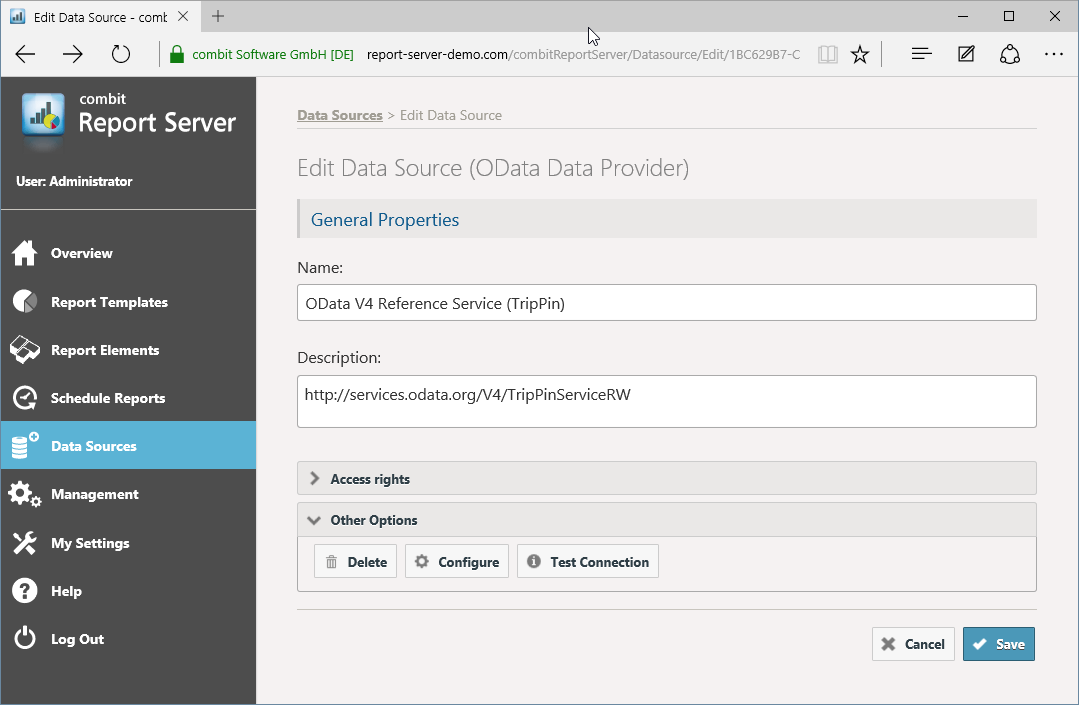 Edit Data Source - comb
combit Software GmbH [DE]
report-server-demo.com/combitReportServer/Datasource/Edit/1BC629B7-C
combit
Report Server
User: Administrator
Overview
Report Templates
Report Elements
Schedule Reports
Data Sources
Management
My Settings
Help
Log Out
Data Sources > Edit Data Source
Edit Data Source (OData Data Provider)
General Properties
Name:
OData V4 Reference Service (TripPin)
Description:
http://services.odata.org/V4/TripPinServiceRW
Access rights
Other Options
Delete
Configure
Test Connection
Cancel
Save